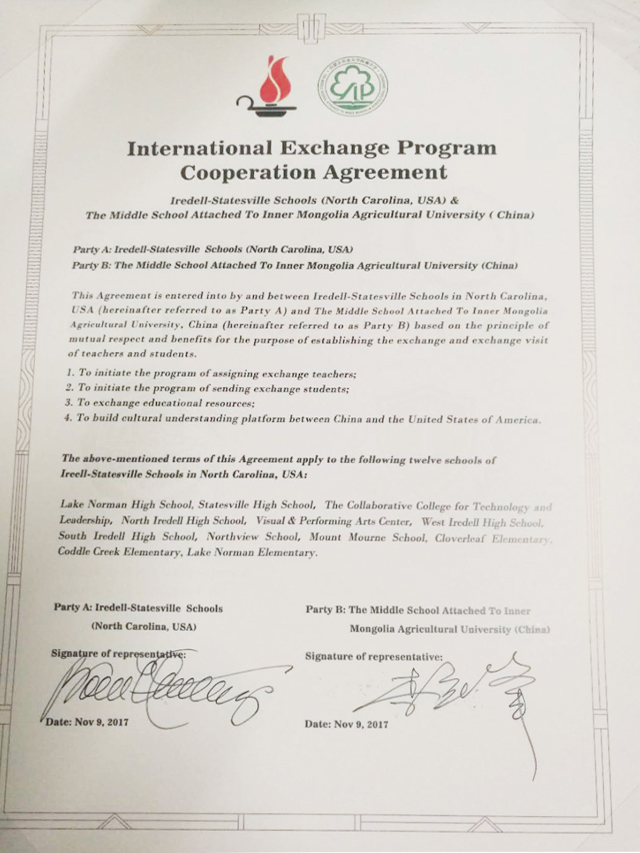 International Exchange Program
Cooperation Agreement
Iredell-Statesville Schools (North Carolina, USA) &
The Middle School Attached To Inner Mongolia Agricultural University ( China)
Party A: Iredell-Statesville Schools (North Carolina, USA)
Party B: The Middle School Attached To Inner Mongolia Agricultural University (China)
This Agreement is entered into by and between Iredell-Statesville Schools in North Carolina,
USA (hereinafter referred to as Party A) and The Middle School Attached To Inner Mongolia
Agricultural University, China (hereinafter referred to as Party B) based on the principle of
mutual respect and benefits for the purpose of establishing the exchange and exchange visit
of teachers and students.
1. To initiate the program of assigning exchange teachers;
2. To initiate the program of sending exchange students;
3. To exchange educational resources;
4. To build cultural understanding platform between China and the United States of America.
The above-mentioned terms of this Agreement apply to the following twelve schools of
Ireell-Statesville Schools in North Carolina, USA:
Lake Norman High School, Statesville High School, The Collaborative College for Technology and
Leadership, North Iredell High School, Visual & Performing Arts Center, West Iredell High School,
South Iredell High School, Northview School, Mount Mourne School, Cloverleaf Elementary,
Coddle Creek Elementary, Lake Norman Elementary.
Party A: Iredell-Statesville Schools
(North Carolina, USA)
Signature of representative:
Date: Nov 9, 2017
Party B: The Middle School Attached To Inner
Mongolia Agricultural University (China)
Signature of representative:
Date: Nov 9, 2017